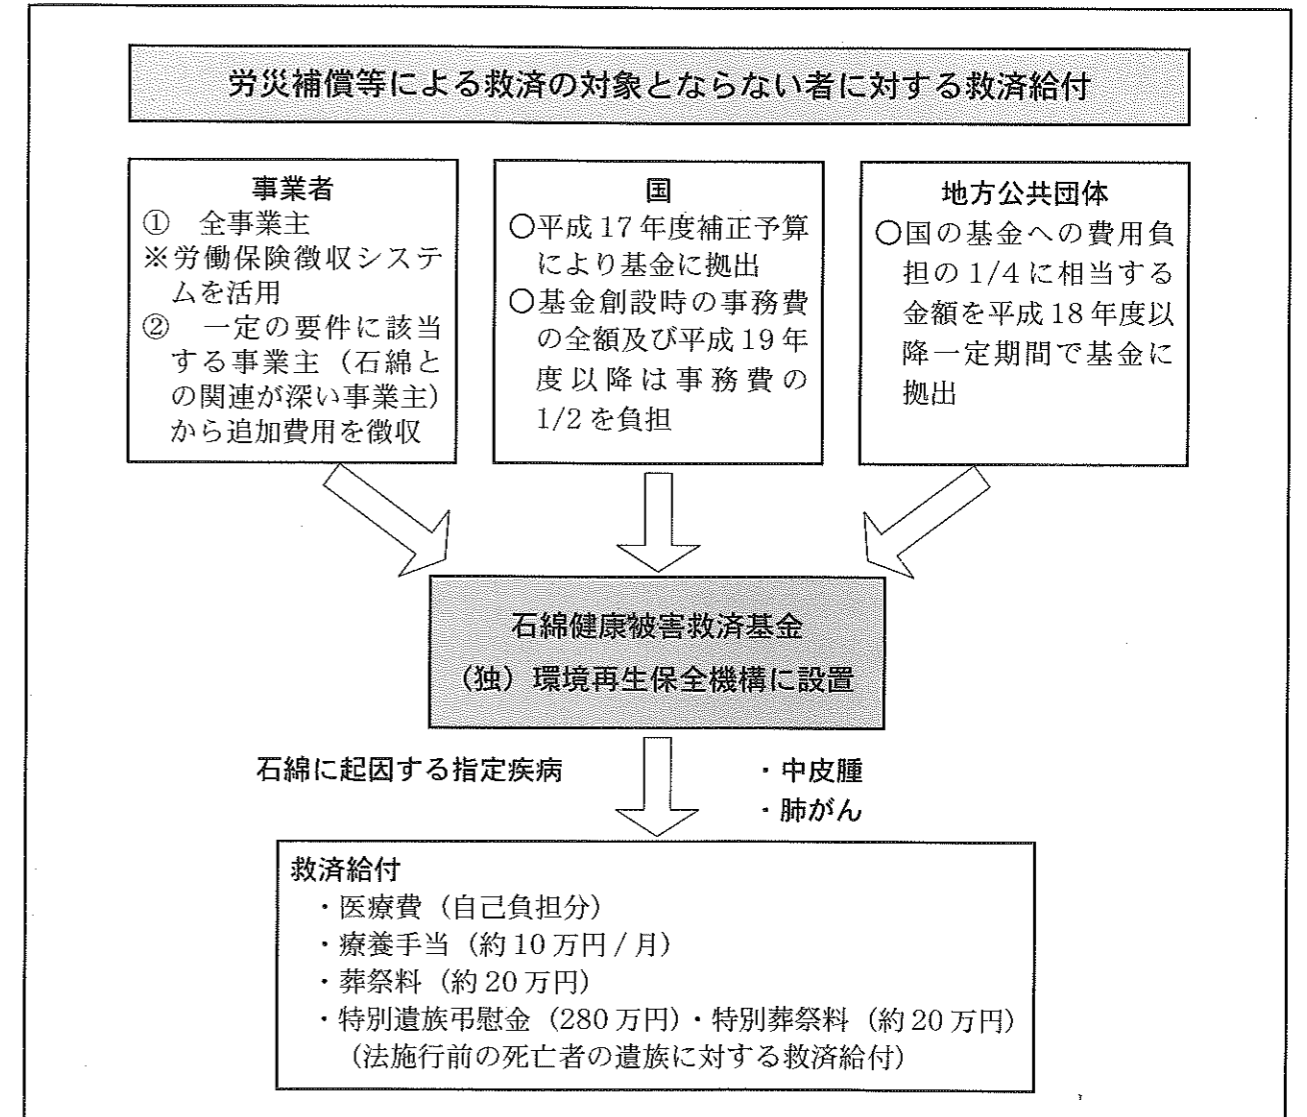 労災補償等による救済の対象とならない者に対する救済給付
事業者
① 全事業主
※労働保険徴収システ
ムを活用
② 一定の要件に該当
する事業主（石綿と
の関連が深い事業主）
から追加費用を徴収
国
○平成17年度補正予算
により基金に拠出
○基金創設時の事務費
の全額及び平成19年
度以降は事務費の
1/2を負担
地方公共団体
○国の基金への費用負
担の1/4に相当する
金額を平成18年度以
降一定期間で基金に
拠出
石綿健康被害救済基金
（独）環境再生保全機構に設置
石綿に起因する指定疾病
・中皮腫
・肺がん
救済給付
・医療費（自己負担分）
・療養手当（約10万円/月）
・葬祭料（約20万円）
・特別遺族弔慰金（280万円）・特別葬祭料（約20万円）
（法施行前の死亡者の遺族に対する救済給付）